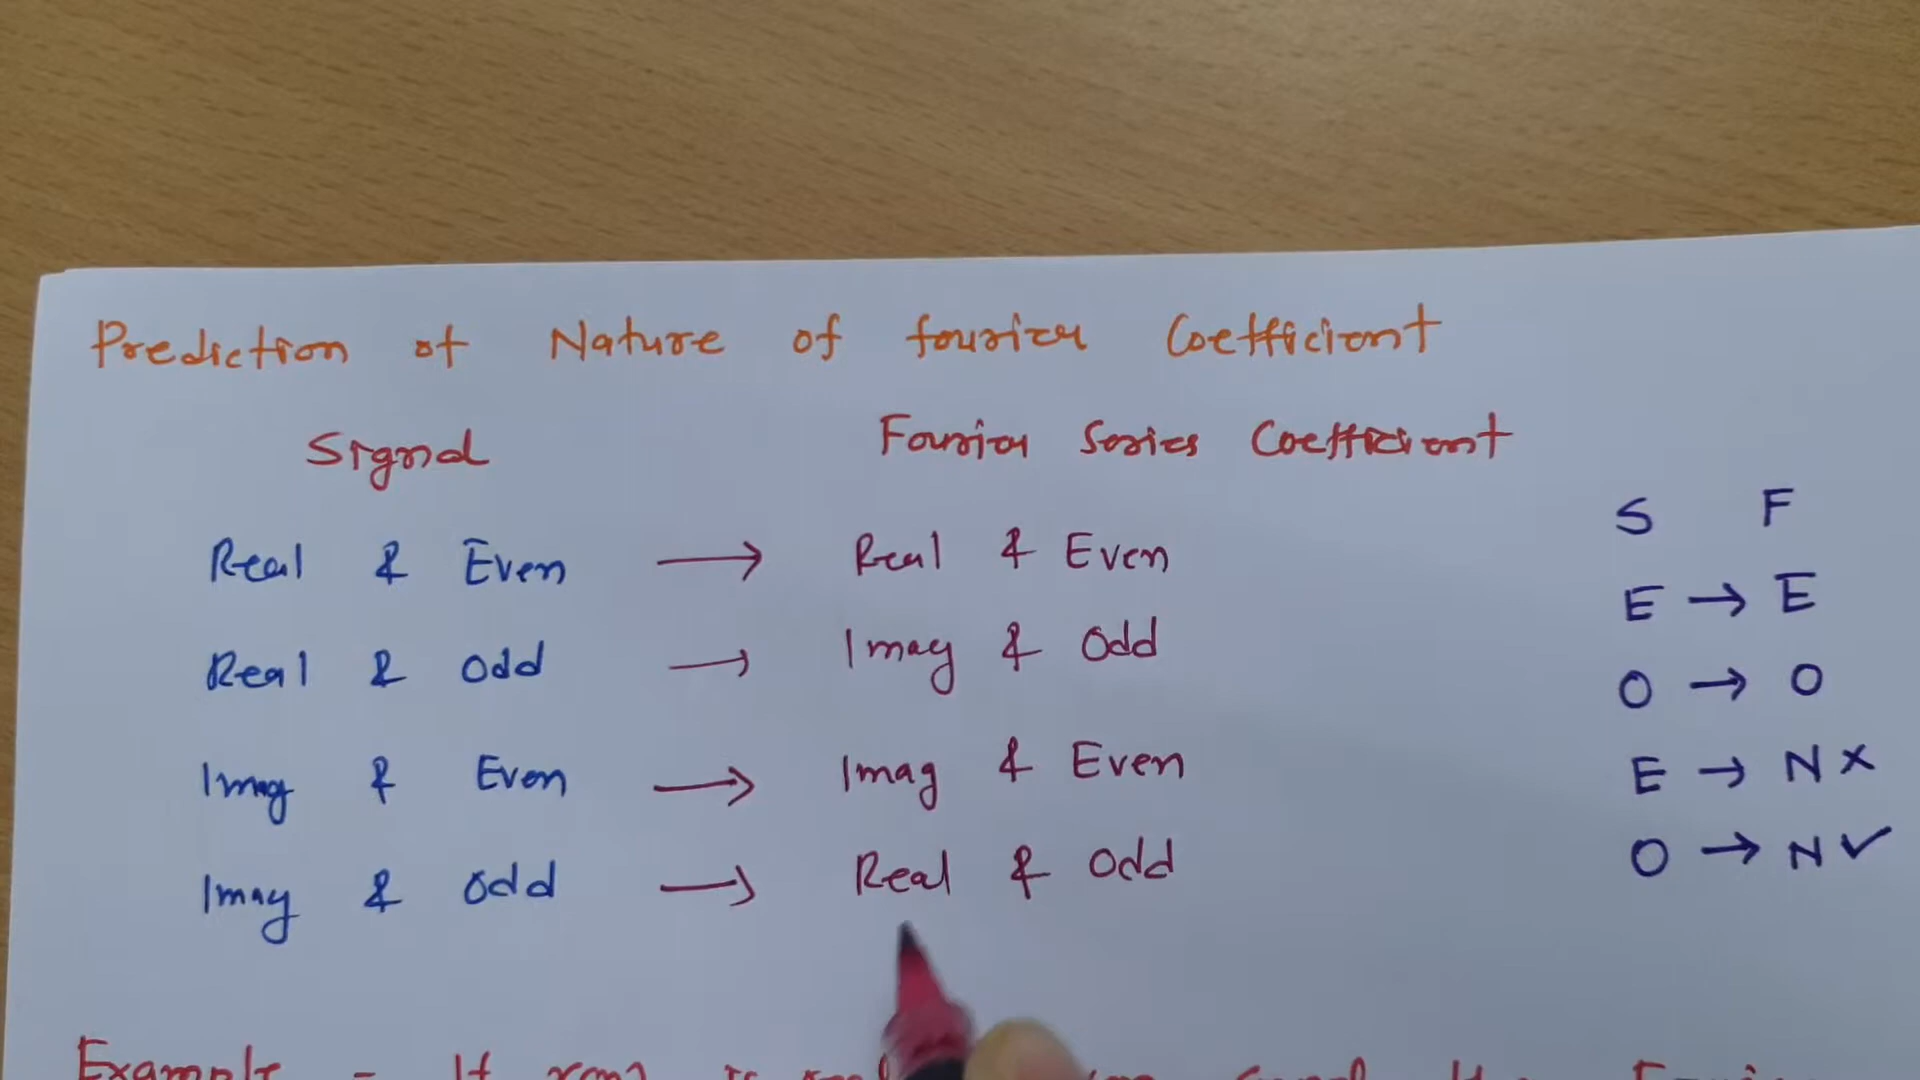 Prediction of Nature of fourier Coefficient
Signal Fourier Series Coefficient
S F
Real & Even → Real & Even
E → E
Real & Odd → Imag & Odd
O → O
Imag & Even → Imag & Even
E → N ×
Imag & Odd → Real & Odd
O → N ✓
Example - If